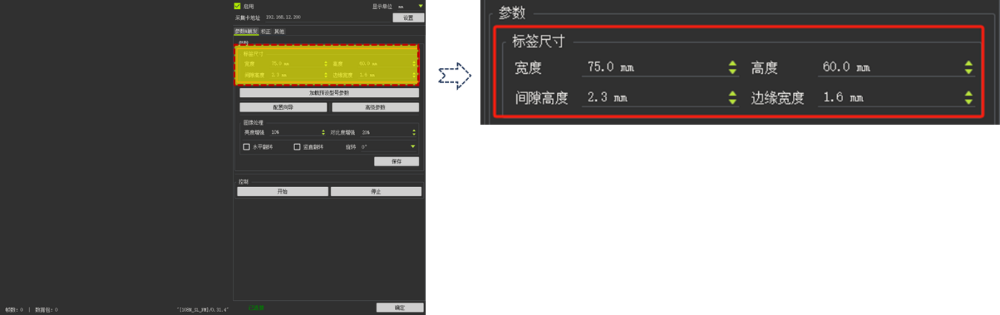 启用 显示单位 mm
采集卡地址 192.168.12.200 设置
参数&触发 校正 其他
参数
标签尺寸
宽度 75.0 mm 高度 60.0 mm
间隙高度 2.3 mm 边缘宽度 1.6 mm
加载预设型号参数
配置向导 高级参数
图像处理
亮度增强 10% 对比度增强 20%
水平翻转 竖直翻转 旋转 0°
保存
控制
开始 停止
已连接
帧数: 0 | 数据包: 0 "(108N_SL_FM)/0.31.4" 确定
参数
标签尺寸
宽度 75.0 mm 高度 60.0 mm
间隙高度 2.3 mm 边缘宽度 1.6 mm